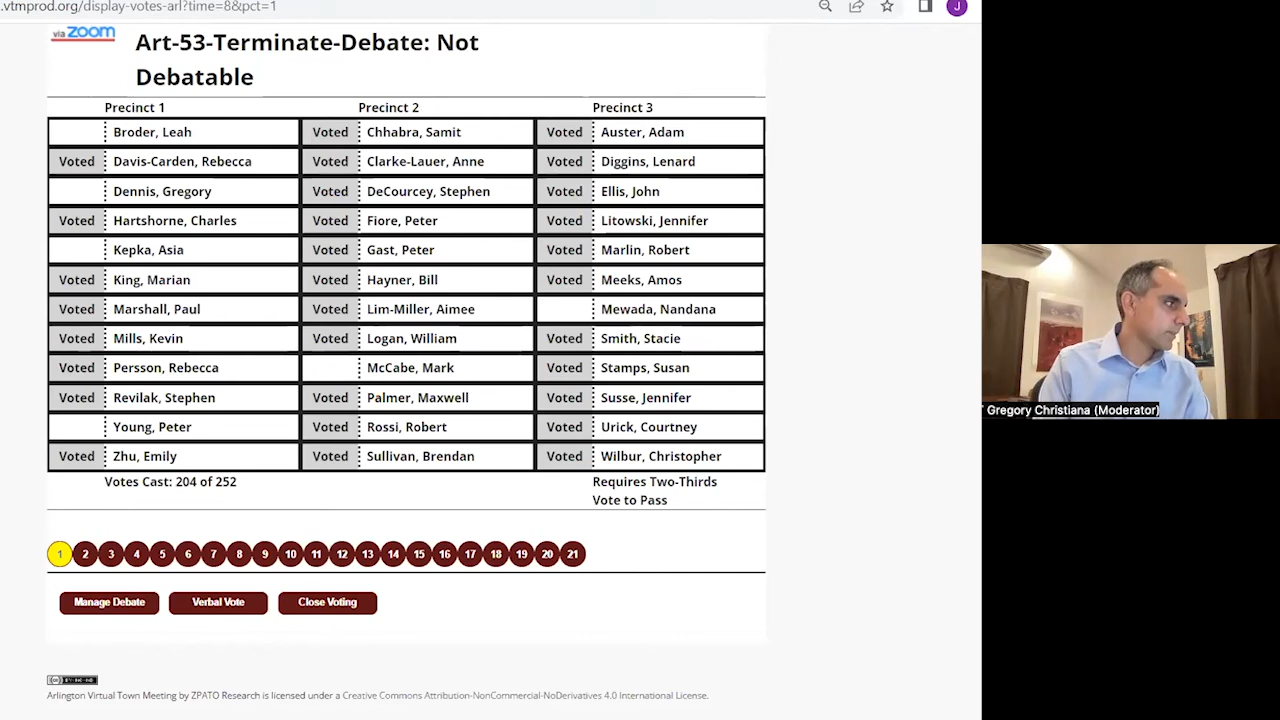 .vtmprod.org/display-votes-arl?time=8&pct=1
J
via zoom
Art-53-Terminate-Debate: Not
Debatable
Precinct 1 Precinct 2 Precinct 3
Broder, Leah Voted Chhabra, Samit Voted Auster, Adam
Voted Davis-Carden, Rebecca Voted Clarke-Lauer, Anne Voted Diggins, Lenard
Dennis, Gregory Voted DeCourcey, Stephen Voted Ellis, John
Voted Hartshorne, Charles Voted Fiore, Peter Voted Litowski, Jennifer
Kepka, Asia Voted Gast, Peter Voted Marlin, Robert
Voted King, Marian Voted Hayner, Bill Voted Meeks, Amos
Voted Marshall, Paul Voted Lim-Miller, Aimee Mewada, Nandana
Voted Mills, Kevin Voted Logan, William Voted Smith, Stacie
Voted Persson, Rebecca McCabe, Mark Voted Stamps, Susan
Voted Revilak, Stephen Voted Palmer, Maxwell Voted Susse, Jennifer
Young, Peter Voted Rossi, Robert Voted Urick, Courtney
Voted Zhu, Emily Voted Sullivan, Brendan Voted Wilbur, Christopher
Votes Cast: 204 of 252 Requires Two-Thirds
Vote to Pass
1 2 3 4 5 6 7 8 9 10 11 12 13 14 15 16 17 18 19 20 21
Manage Debate Verbal Vote Close Voting
Arlington Virtual Town Meeting by ZPATO Research is licensed under a Creative Commons Attribution-NonCommercial-NoDerivatives 4.0 International License.
Gregory Christiana (Moderator)